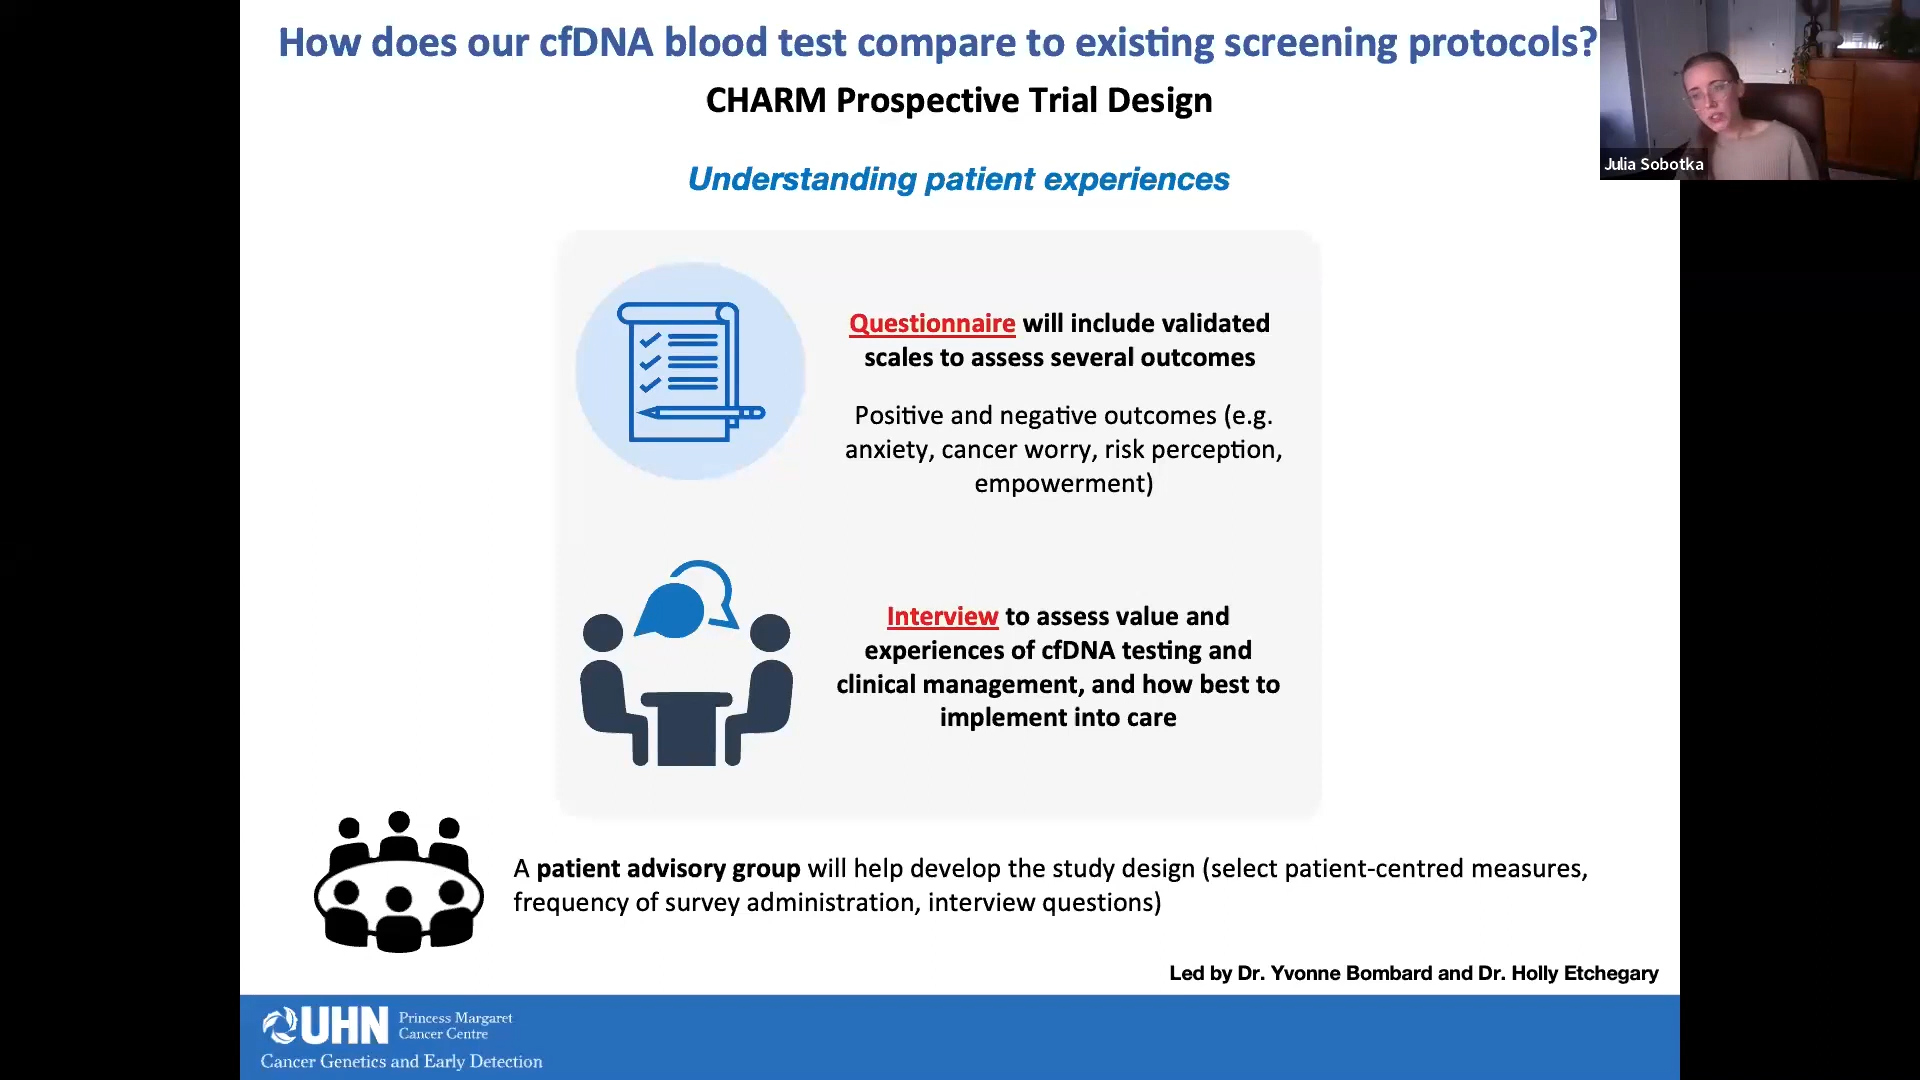 How does our cfDNA blood test compare to existing screening protocols?
CHARM Prospective Trial Design
Julia Sobotka
Understanding patient experiences
Questionnaire will include validated
scales to assess several outcomes
Positive and negative outcomes (e.g.
anxiety, cancer worry, risk perception,
empowerment)
Interview to assess value and
experiences of cfDNA testing and
clinical management, and how best to
implement into care
A patient advisory group will help develop the study design (select patient-centred measures,
frequency of survey administration, interview questions)
Led by Dr. Yvonne Bombard and Dr. Holly Etchegary
UHN
Princess Margaret
Cancer Centre
Cancer Genetics and Early Detection